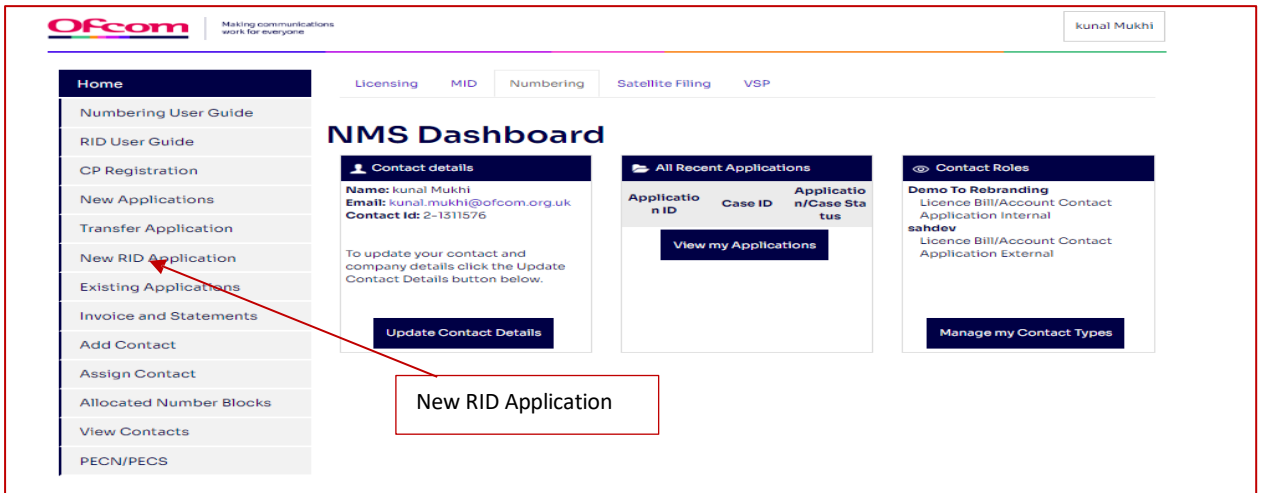 Ofcom
Making communications
work for everyone
kunal Mukhi
Home
Numbering User Guide
RID User Guide
CP Registration
New Applications
Transfer Application
New RID Application
Existing Applications
Invoice and Statements
Add Contact
Assign Contact
Allocated Number Blocks
View Contacts
PECN/PECS
Licensing MID Numbering Satellite Filing VSP
NMS Dashboard
Contact details
Name: kunal Mukhi
Email: kunal.mukhi@ofcom.org.uk
Contact Id: 2-1311576
To update your contact and
company details click the Update
Contact Details button below.
Update Contact Details
All Recent Applications
Applicatio
n ID
Case ID
Applicatio
n/Case Sta
tus
View my Applications
Contact Roles
Demo To Rebranding
Licence Bill/Account Contact
Application Internal
sahdev
Licence Bill/Account Contact
Application External
Manage my Contact Types
New RID Application